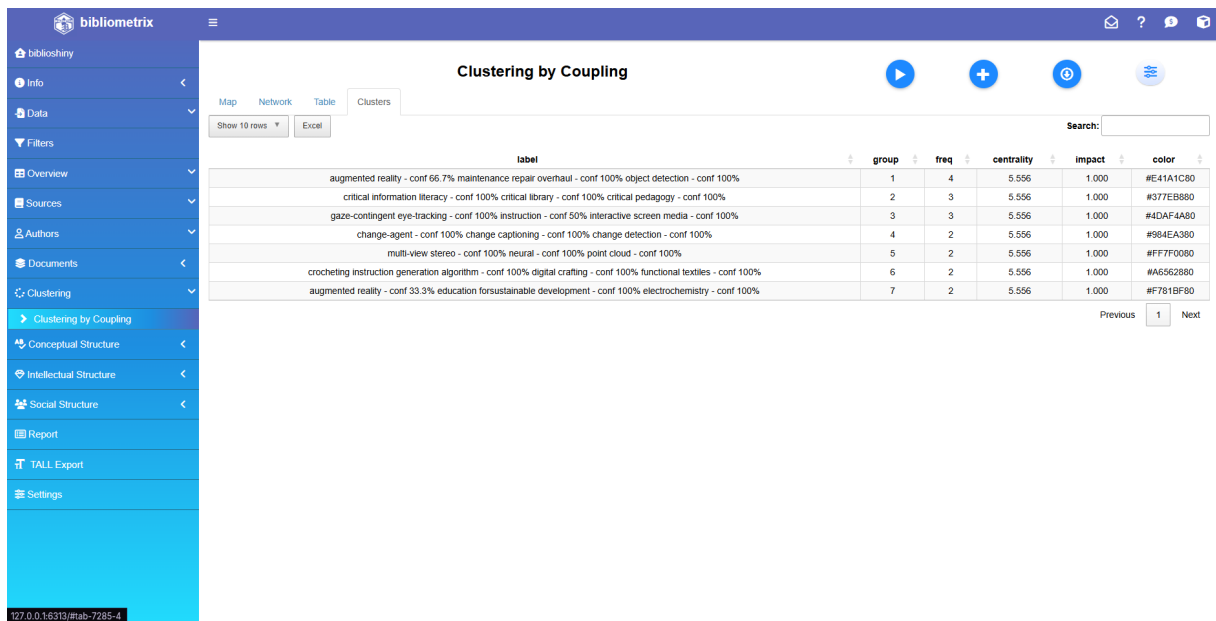 bibliometrix
biblioshiny
Info
Data
Filters
Overview
Sources
Authors
Documents
Clustering
Clustering by Coupling
Conceptual Structure
Intellectual Structure
Social Structure
Report
TALL Export
Settings
127.0.0.1:6313/#tab-7285-4
Clustering by Coupling
Map Network Table Clusters
Show 10 rows Excel Search:
label group freq centrality impact color
augmented reality - conf 66.7% maintenance repair overhaul - conf 100% object detection - conf 100% 1 4 5.556 1.000 #E41A1C80
critical information literacy - conf 100% critical library - conf 100% critical pedagogy - conf 100% 2 3 5.556 1.000 #377EB880
gaze-contingent eye-tracking - conf 100% instruction - conf 50% interactive screen media - conf 100% 3 3 5.556 1.000 #4DAF4A80
change-agent - conf 100% change captioning - conf 100% change detection - conf 100% 4 2 5.556 1.000 #984EA380
multi-view stereo - conf 100% neural - conf 100% point cloud - conf 100% 5 2 5.556 1.000 #FF7F0080
crocheting instruction generation algorithm - conf 100% digital crafting - conf 100% functional textiles - conf 100% 6 2 5.556 1.000 #A6562880
augmented reality - conf 33.3% education forsustainable development - conf 100% electrochemistry - conf 100% 7 2 5.556 1.000 #F781BF80
Previous 1 Next